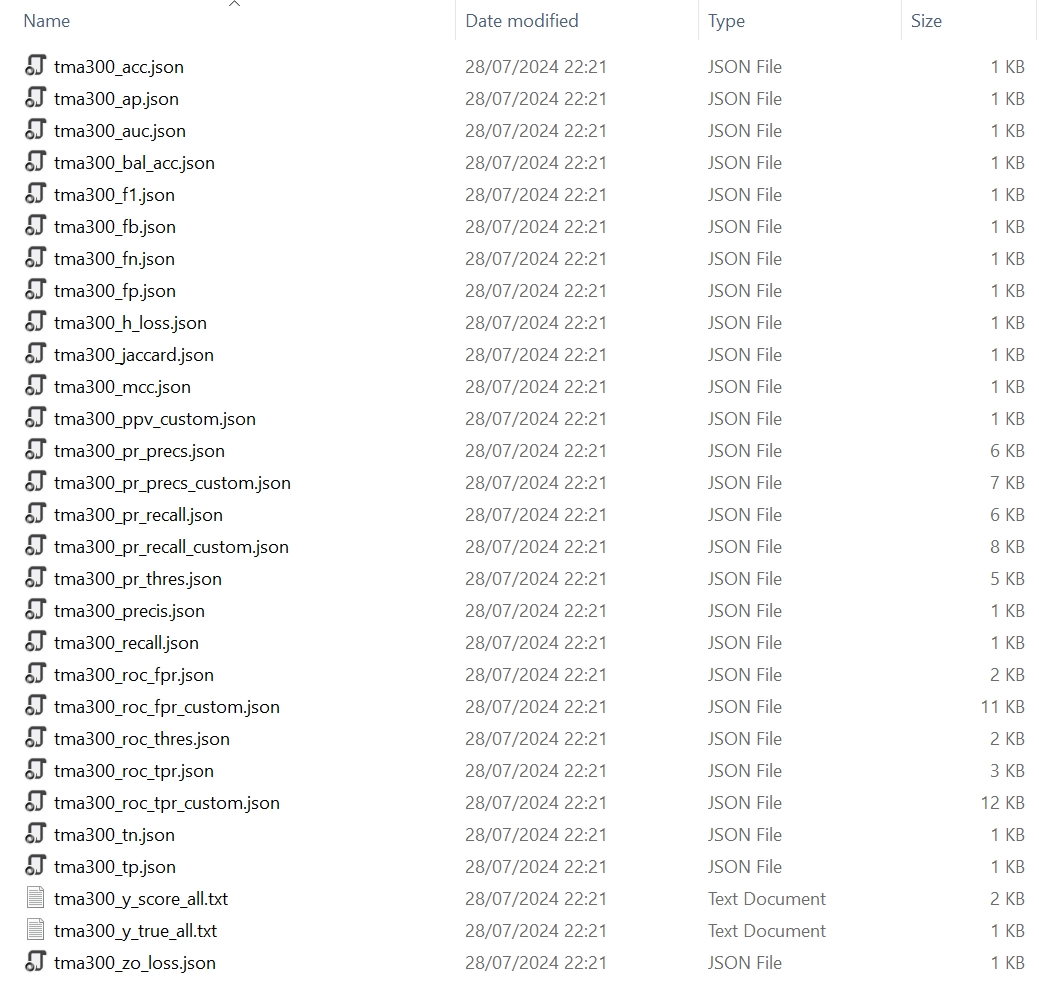 Name Date modified Type Size
tma300_acc.json 28/07/2024 22:21 JSON File 1 KB
tma300_ap.json 28/07/2024 22:21 JSON File 1 KB
tma300_auc.json 28/07/2024 22:21 JSON File 1 KB
tma300_bal_acc.json 28/07/2024 22:21 JSON File 1 KB
tma300_f1.json 28/07/2024 22:21 JSON File 1 KB
tma300_fb.json 28/07/2024 22:21 JSON File 1 KB
tma300_fn.json 28/07/2024 22:21 JSON File 1 KB
tma300_fp.json 28/07/2024 22:21 JSON File 1 KB
tma300_h_loss.json 28/07/2024 22:21 JSON File 1 KB
tma300_jaccard.json 28/07/2024 22:21 JSON File 1 KB
tma300_mcc.json 28/07/2024 22:21 JSON File 1 KB
tma300_ppv_custom.json 28/07/2024 22:21 JSON File 1 KB
tma300_pr_precs.json 28/07/2024 22:21 JSON File 6 KB
tma300_pr_precs_custom.json 28/07/2024 22:21 JSON File 7 KB
tma300_pr_recall.json 28/07/2024 22:21 JSON File 6 KB
tma300_pr_recall_custom.json 28/07/2024 22:21 JSON File 8 KB
tma300_pr_thres.json 28/07/2024 22:21 JSON File 5 KB
tma300_precis.json 28/07/2024 22:21 JSON File 1 KB
tma300_recall.json 28/07/2024 22:21 JSON File 1 KB
tma300_roc_fpr.json 28/07/2024 22:21 JSON File 2 KB
tma300_roc_fpr_custom.json 28/07/2024 22:21 JSON File 11 KB
tma300_roc_thres.json 28/07/2024 22:21 JSON File 2 KB
tma300_roc_tpr.json 28/07/2024 22:21 JSON File 3 KB
tma300_roc_tpr_custom.json 28/07/2024 22:21 JSON File 12 KB
tma300_tn.json 28/07/2024 22:21 JSON File 1 KB
tma300_tp.json 28/07/2024 22:21 JSON File 1 KB
tma300_y_score_all.txt 28/07/2024 22:21 Text Document 2 KB
tma300_y_true_all.txt 28/07/2024 22:21 Text Document 1 KB
tma300_zo_loss.json 28/07/2024 22:21 JSON File 1 KB